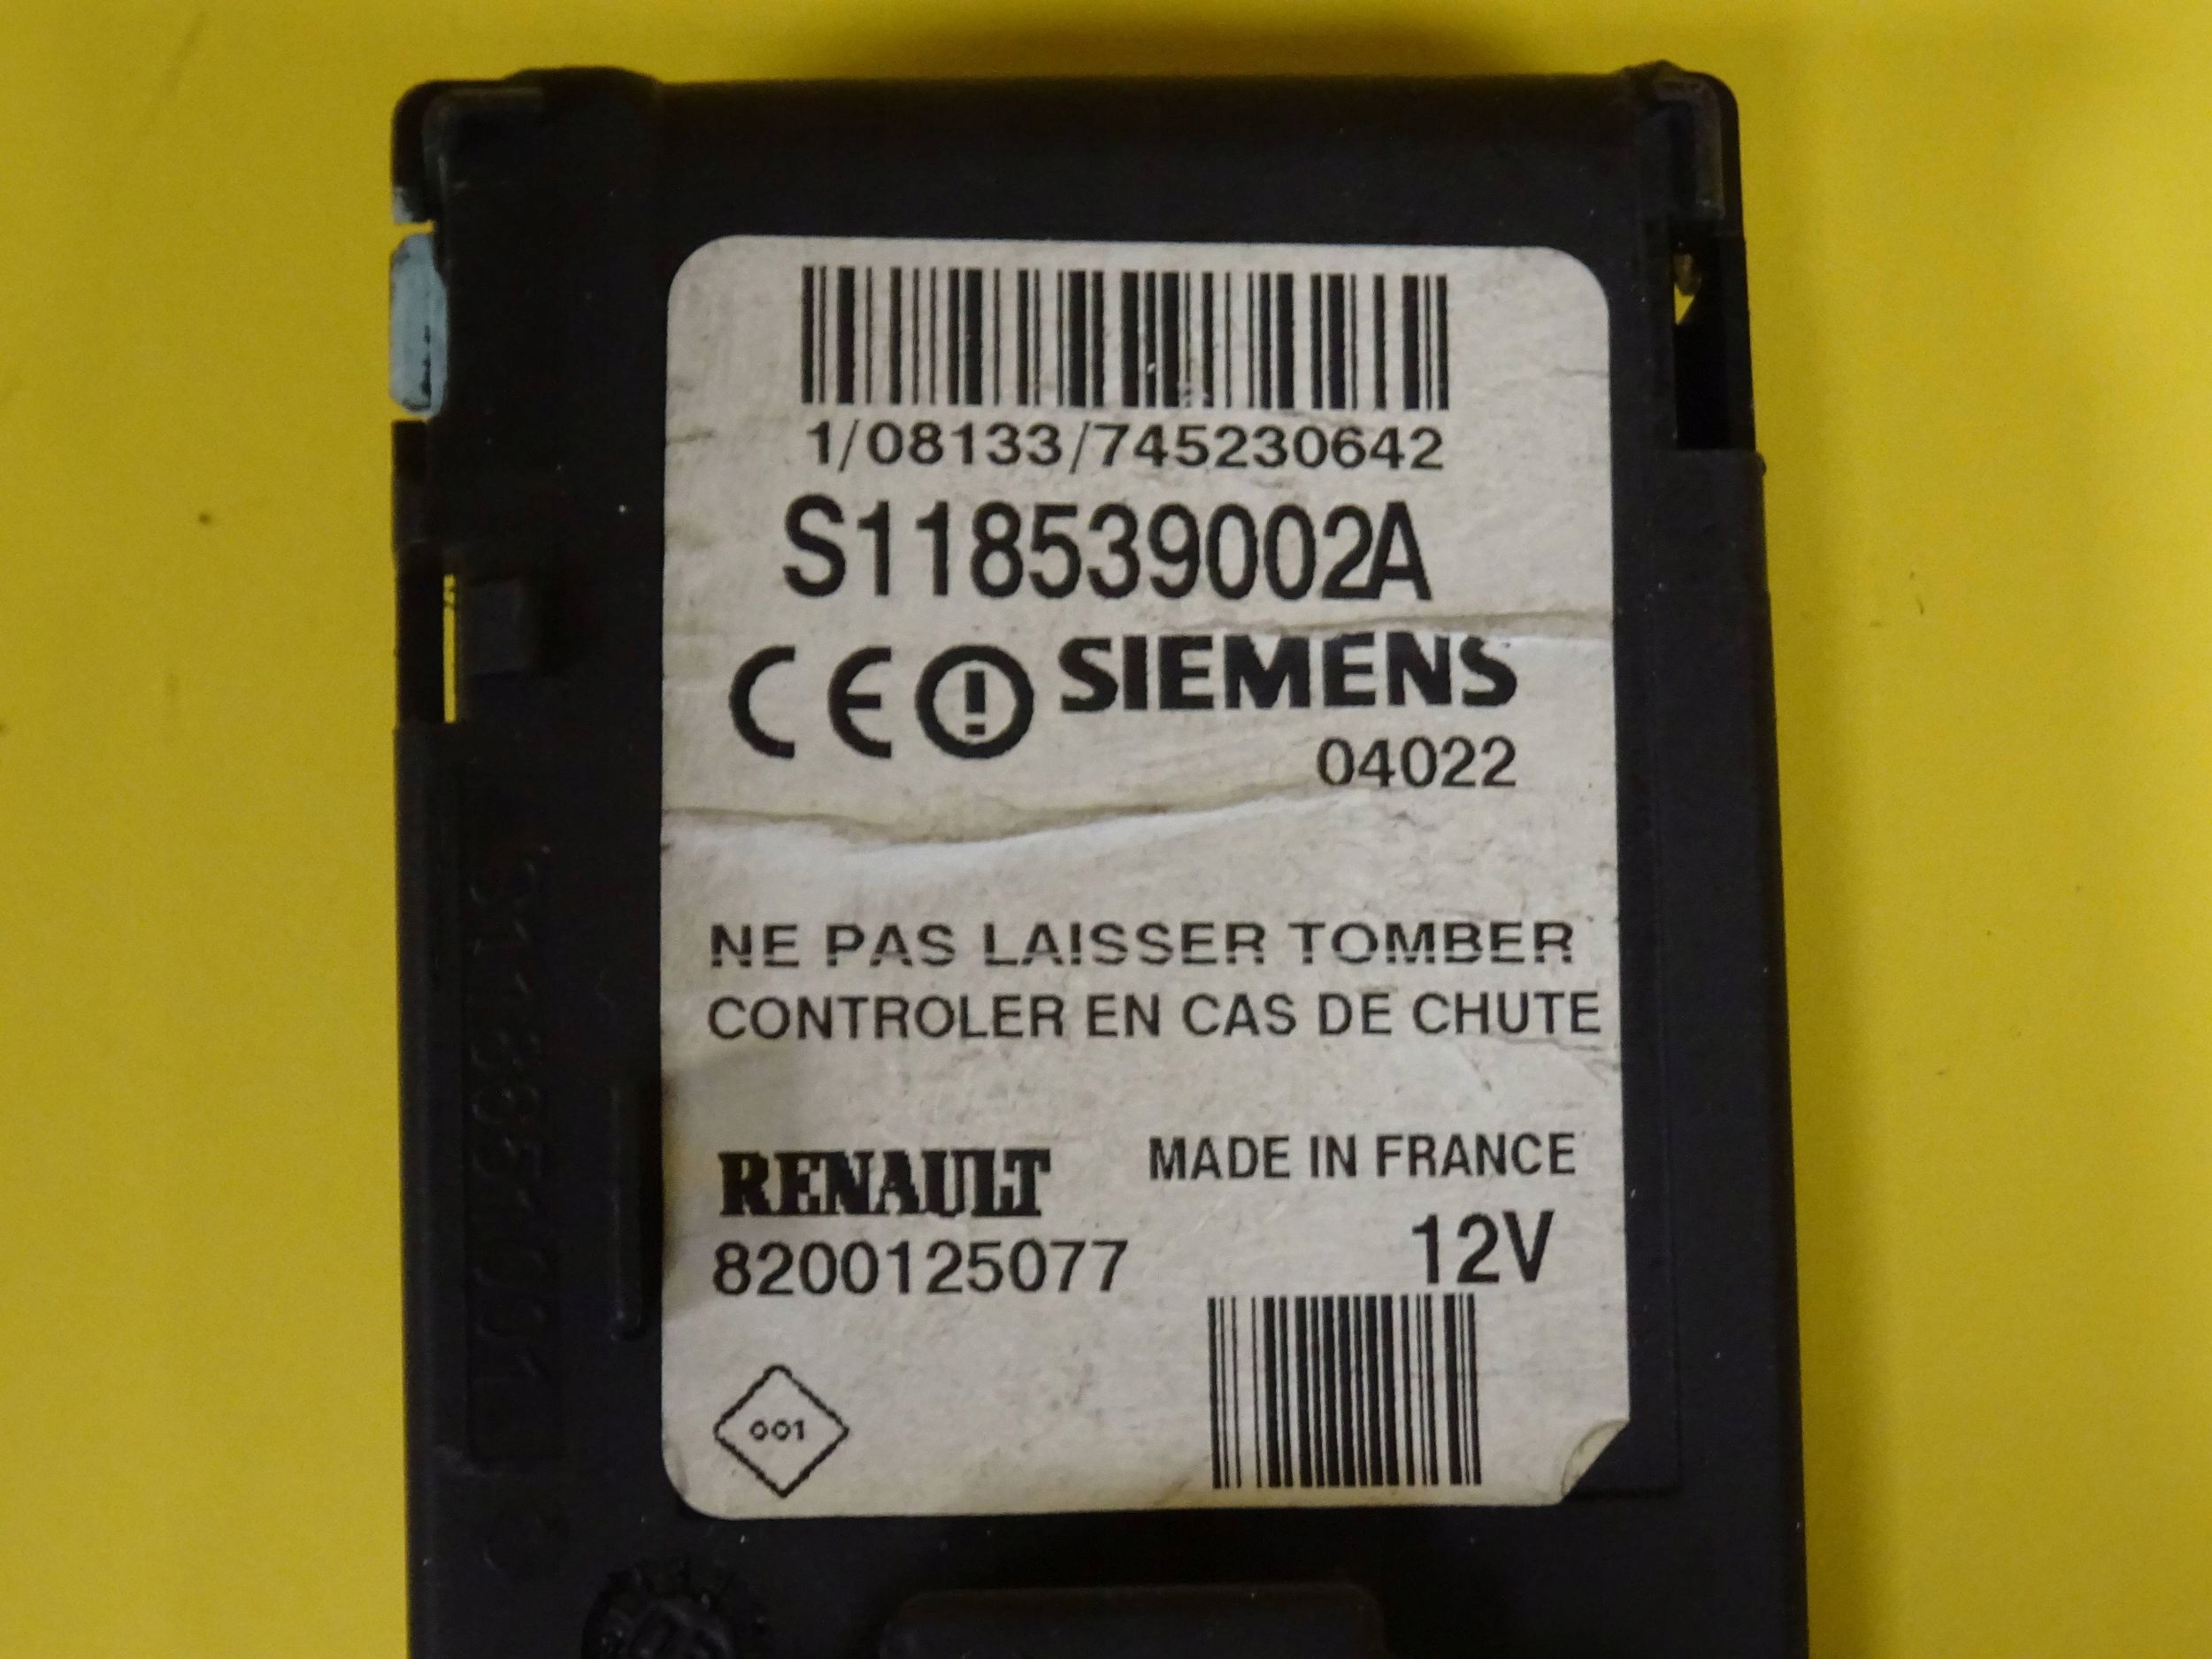 1/08133/745230642
S118539002A
CE SIEMENS
04022
NE PAS LAISSER TOMBER
CONTROLER EN CAS DE CHUTE
RENAULT MADE IN FRANCE
8200125077 12V
001